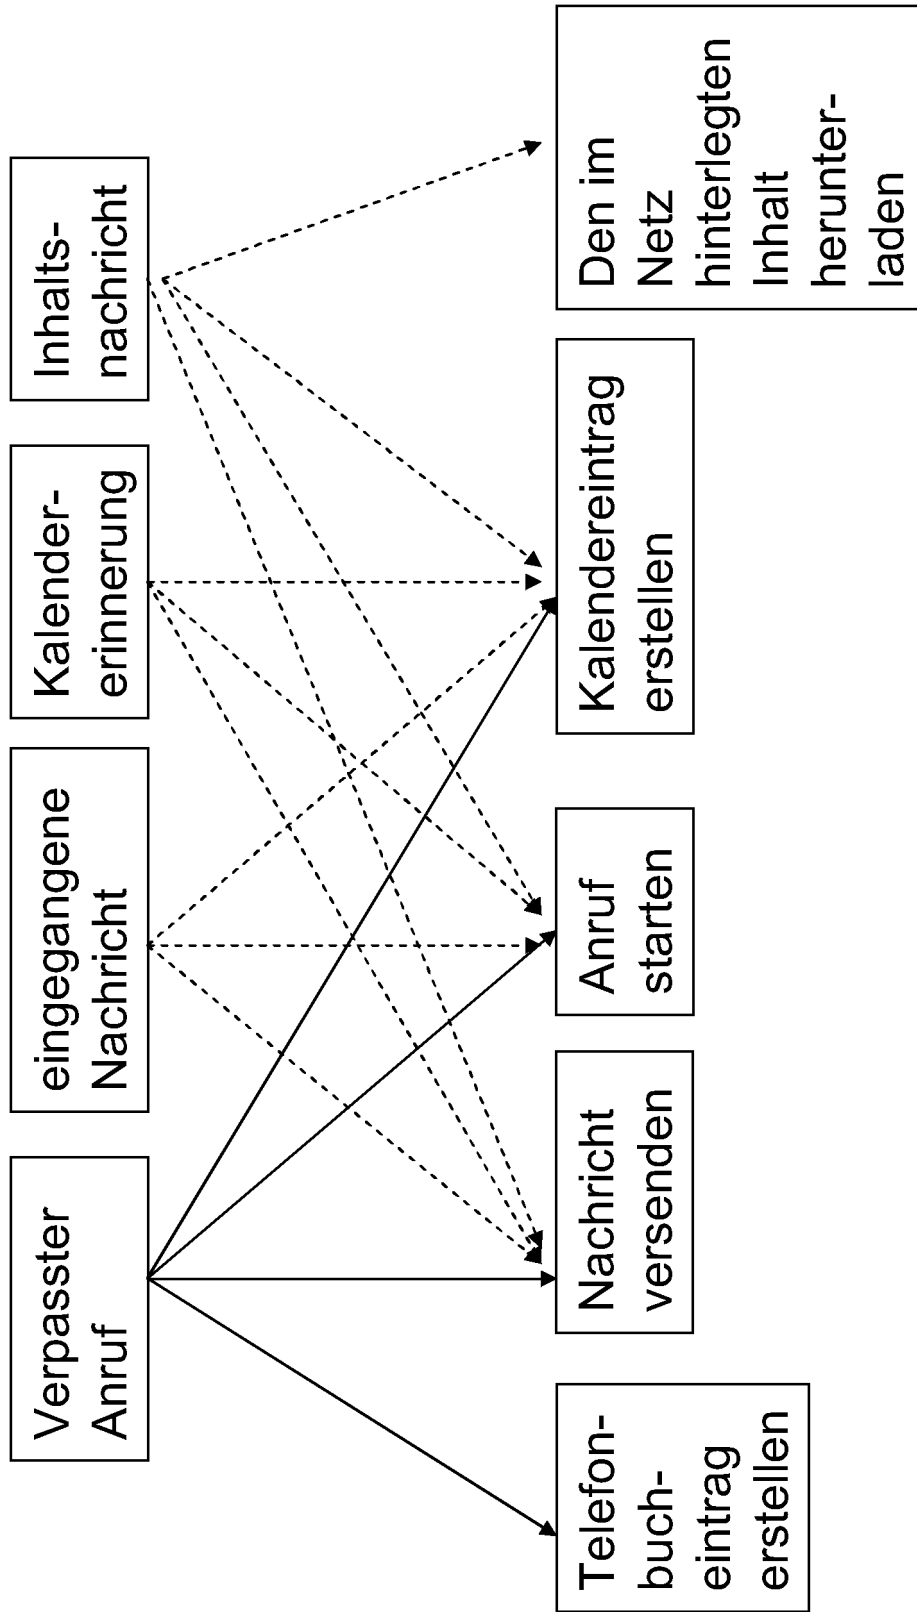 Verpasster
Anruf
eingegangene
Nachricht
Kalender-
erinnerung
Inhalts-
nachricht
Telefon-
buch-
eintrag
erstellen
Nachricht
versenden
Anruf
starten
Kalendereintrag
erstellen
Den im
Netz
hinterlegten
Inhalt
herunter-
laden